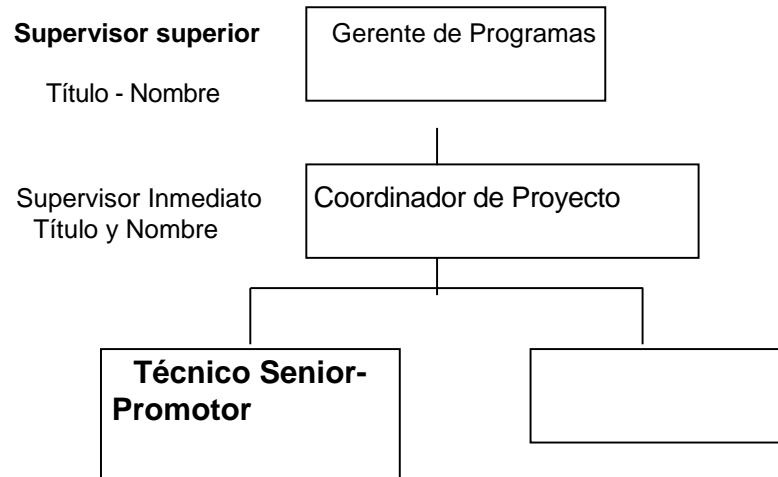 Supervisor superior
Gerente de Programas
Título - Nombre
Supervisor Inmediato
Título y Nombre
Coordinador de Proyecto
Técnico Senior-
Promotor